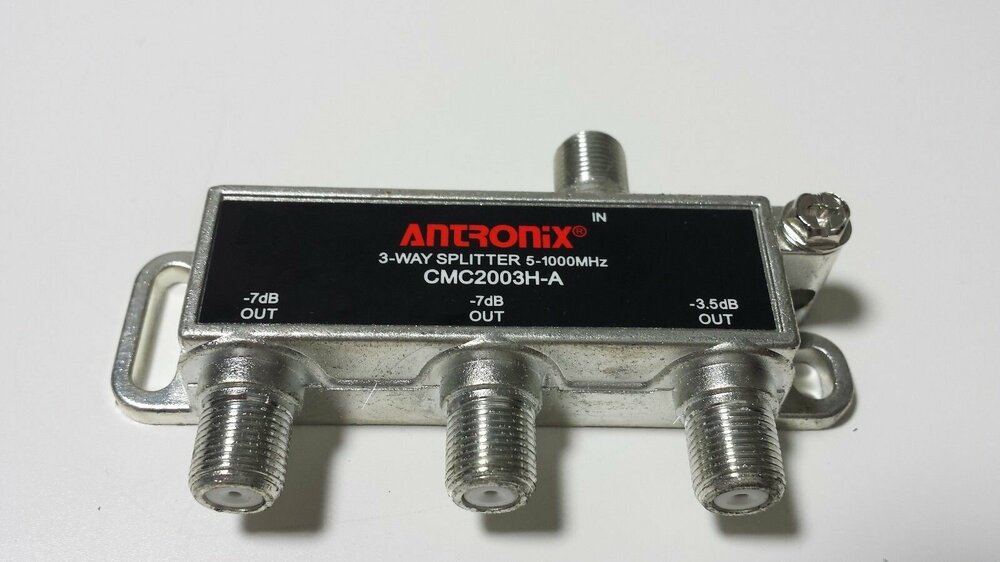 IN
ANTRONIX®
3-WAY SPLITTER 5-1000MHz
CMC2003H-A
-7dB
OUT
-7dB
OUT
-3.5dB
OUT